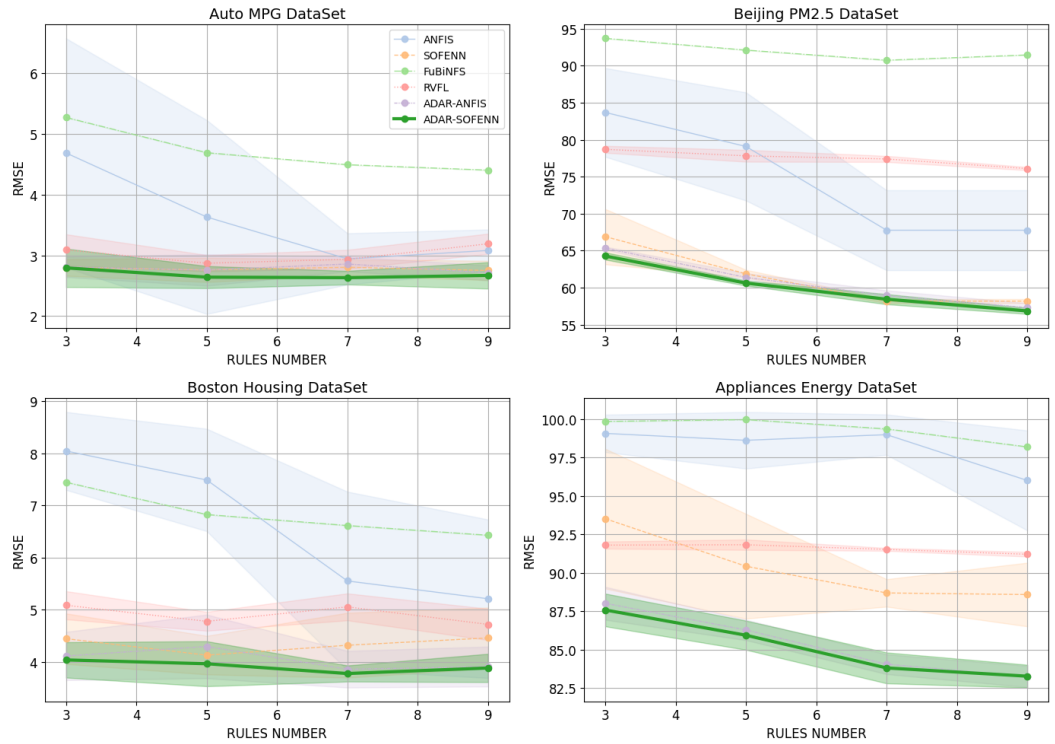 Auto MPG DataSet
RMSE
6
5
4
3
2
ANFIS
SOFENN
FuBiNFS
RVFL
ADAR-ANFIS
ADAR-SOFENN
3 4 5 6 7 8 9
RULES NUMBER
Beijing PM2.5 DataSet
RMSE
95
90
85
80
75
70
65
60
55
3 4 5 6 7 8 9
RULES NUMBER
Boston Housing DataSet
RMSE
9
8
7
6
5
4
3 4 5 6 7 8 9
RULES NUMBER
Appliances Energy DataSet
RMSE
100.0
97.5
95.0
92.5
90.0
87.5
85.0
82.5
3 4 5 6 7 8 9
RULES NUMBER